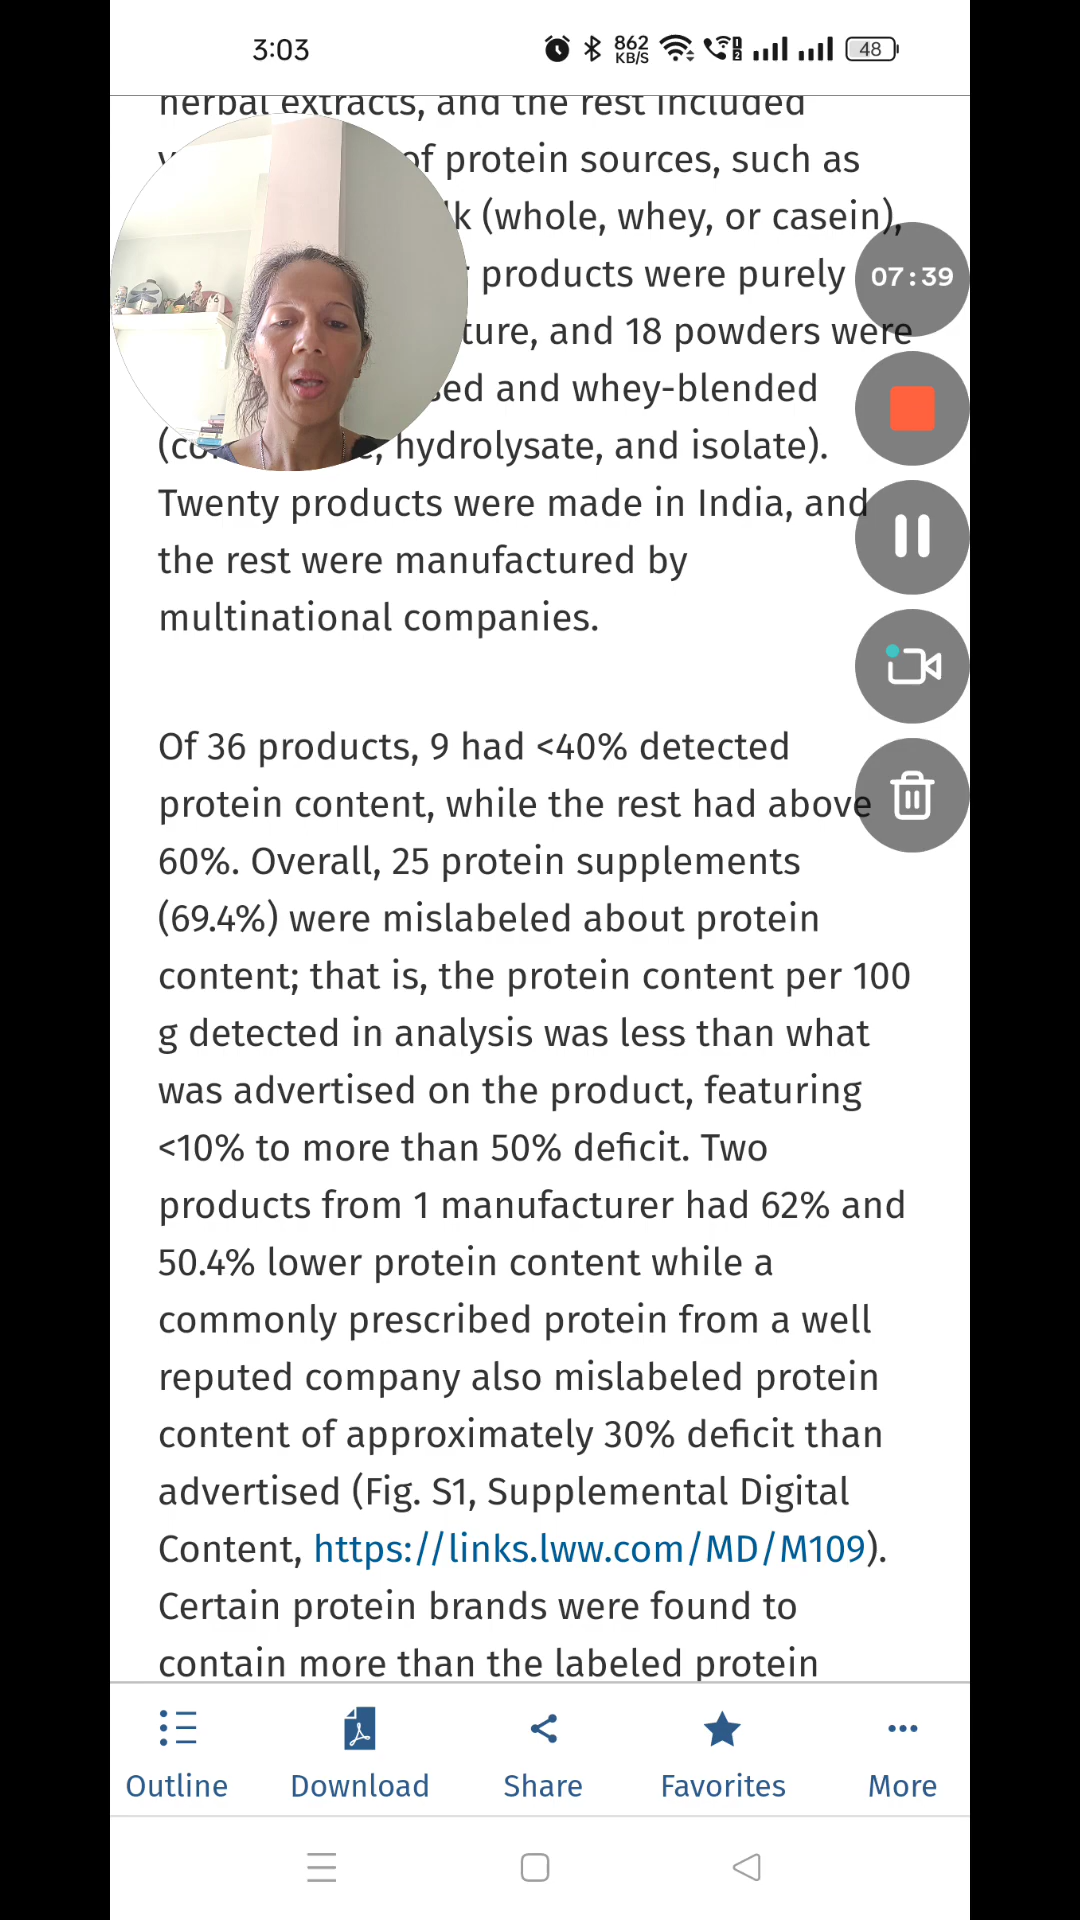 3:03
862
KB/S
48
herbal extracts, and the rest included
of protein sources, such as
(whole, whey, or casein),
07:39
products were purely
and 18 powders were
and whey-blended
hydrolysate, and isolate).
Twenty products were made in India, and
the rest were manufactured by
multinational companies.
Of 36 products, 9 had <40% detected
protein content, while the rest had above
60%. Overall, 25 protein supplements
(69.4%) were mislabeled about protein
content; that is, the protein content per 100
g detected in analysis was less than what
was advertised on the product, featuring
<10% to more than 50% deficit. Two
products from 1 manufacturer had 62% and
50.4% lower protein content while a
commonly prescribed protein from a well
reputed company also mislabeled protein
content of approximately 30% deficit than
advertised (Fig. S1, Supplemental Digital
Content, https://links.lww.com/MD/M109).
Certain protein brands were found to
contain more than the labeled protein
Outline Download Share Favorites More